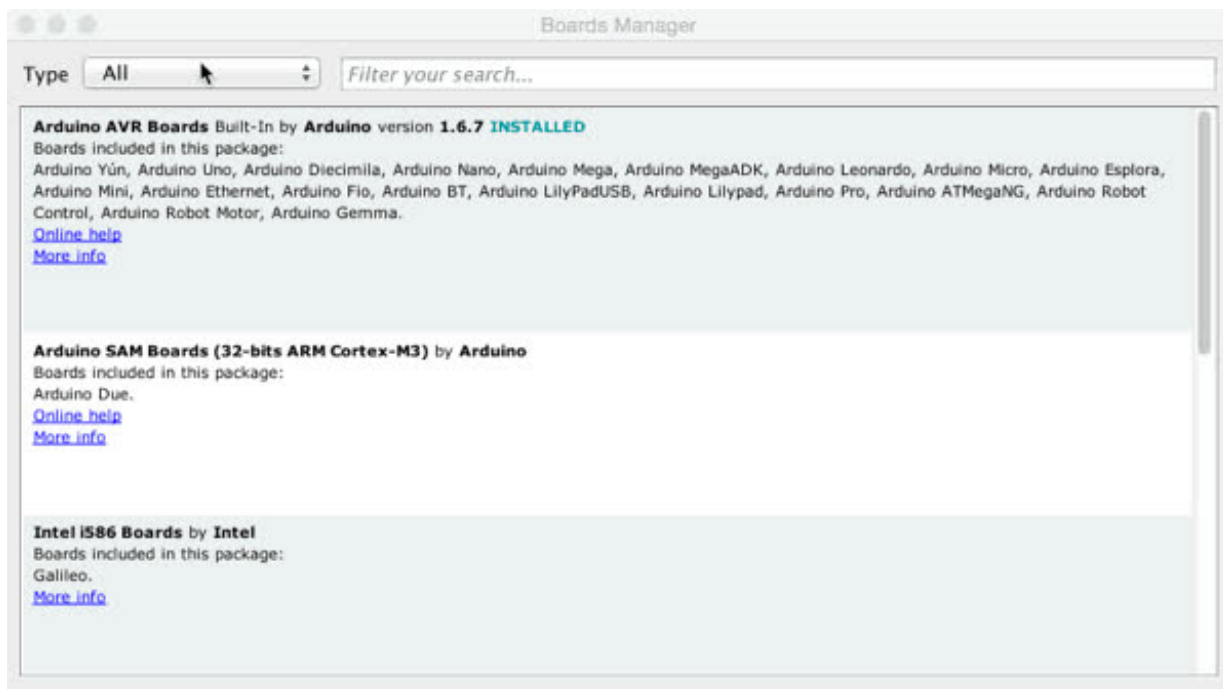 Boards Manager
Type All Filter your search...
Arduino AVR Boards Built-In by Arduino version 1.6.7 INSTALLED
Boards included in this package:
Arduino Yún, Arduino Uno, Arduino Diecimila, Arduino Nano, Arduino Mega, Arduino MegaADK, Arduino Leonardo, Arduino Micro, Arduino Esplora,
Arduino Mini, Arduino Ethernet, Arduino Fio, Arduino BT, Arduino LilyPadUSB, Arduino Lilypad, Arduino Pro, Arduino ATMegaNG, Arduino Robot
Control, Arduino Robot Motor, Arduino Gemma.
Online help
More info
Arduino SAM Boards (32-bits ARM Cortex-M3) by Arduino
Boards included in this package:
Arduino Due.
Online help
More info
Intel i586 Boards by Intel
Boards included in this package:
Galileo.
More info